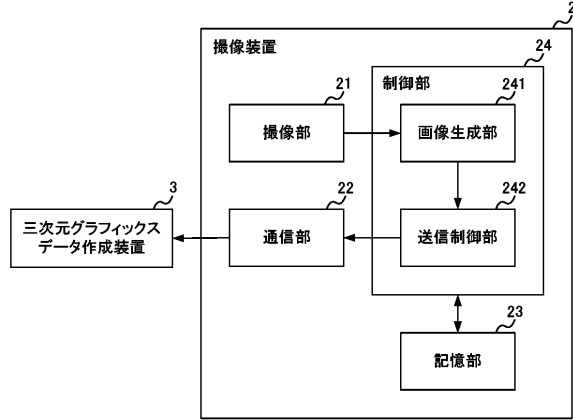 2
撮像装置
24
制御部
21
撮像部
241
画像生成部
3
三次元グラフィックス
データ作成装置
22
通信部
242
送信制御部
23
記憶部